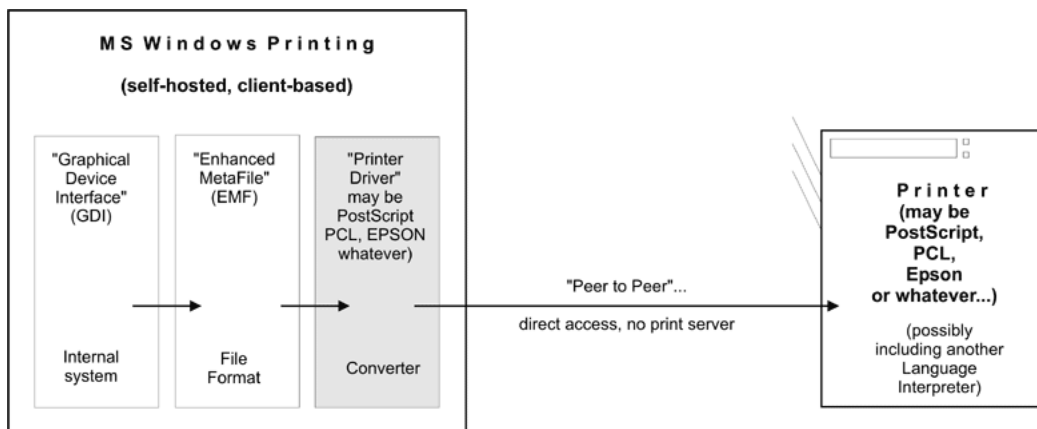 MS Windows Printing
(self-hosted, client-based)
"Graphical
Device
Interface"
(GDI)
Internal
system
"Enhanced
MetaFile"
(EMF)
File
Format
"Printer
Driver"
may be
PostScript
PCL, EPSON
whatever)
Converter
"Peer to Peer"...
direct access, no print server
Printer
(may be
PostScript,
PCL,
Epson
or whatever...)
(possibly
including another
Language
Interpreter)